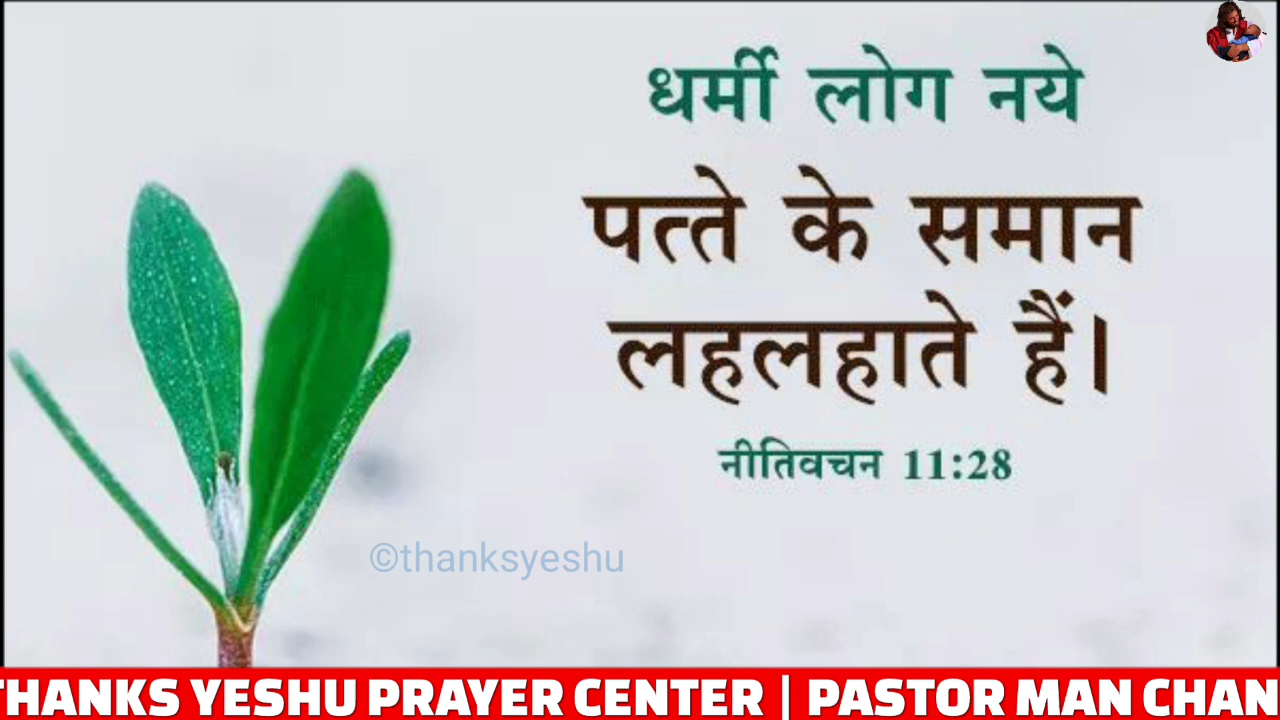 धर्मी लोग नये
पत्ते के समान
लहलहाते हैं।
नीतिवचन 11:28
©thanksyeshu
THANKS YESHU PRAYER CENTER | PASTOR MAN CHAN